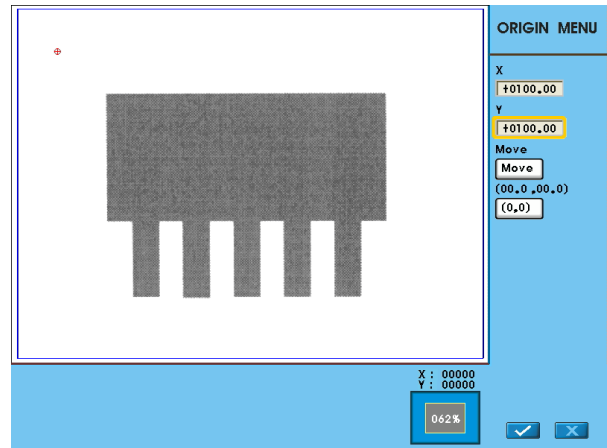 ORIGIN MENU
X
+0100.00
Y
+0100.00
Move
Move
(00.0 ,00.0)
(0,0)
X : 00000
Y : 00000
062%